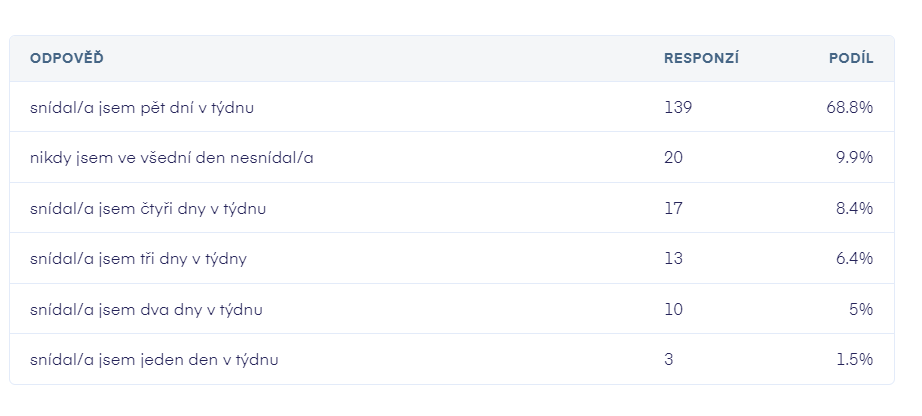 ODPOVĚĎ RESPONZÍ PODÍL
snídal/a jsem pět dní v týdnu 139 68.8%
nikdy jsem ve všední den nesnídal/a 20 9.9%
snídal/a jsem čtyři dny v týdnu 17 8.4%
snídal/a jsem tři dny v týdny 13 6.4%
snídal/a jsem dva dny v týdnu 10 5%
snídal/a jsem jeden den v týdnu 3 1.5%